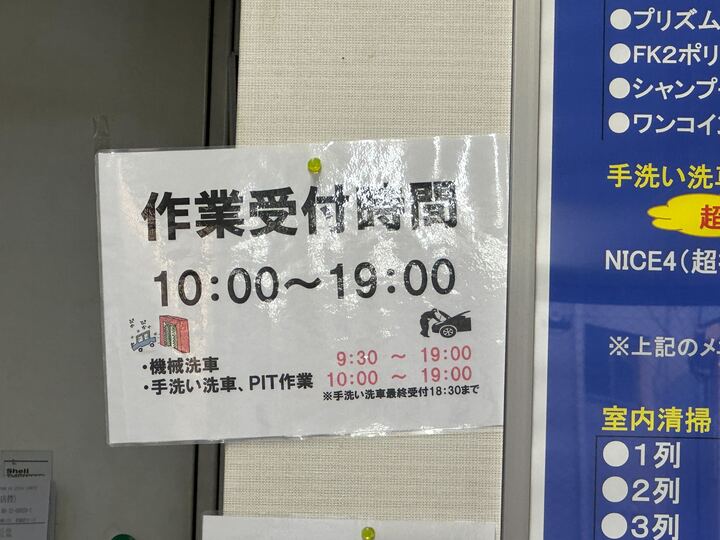 作業受付時間
10:00～19:00
・機械洗車 9:30 ～ 19:00
・手洗い洗車、PIT作業 10:00 ～ 19:00
※手洗い洗車最終受付18:30まで
●プリズム
●FK2ポリ
●シャンプ
●ワンコイン
手洗い洗車
超
NICE4(超
※上記のメ
室内清掃
●1列
●2列
●3列
Shell